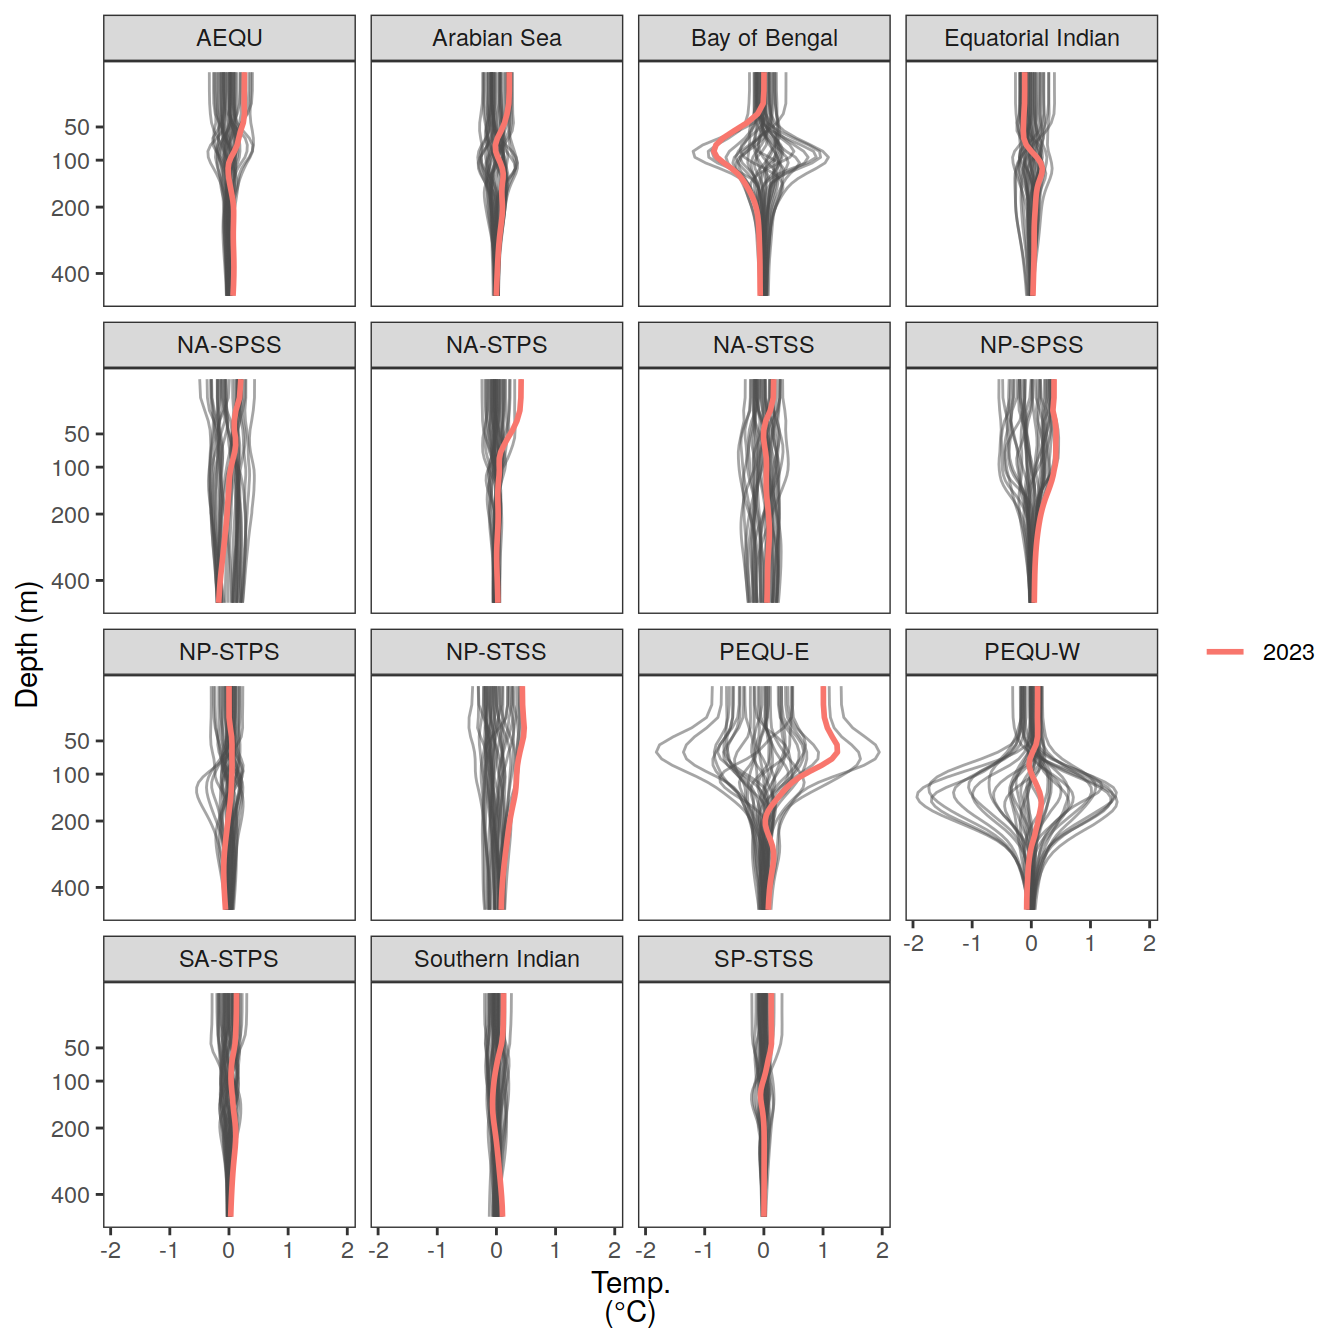 AEQU
Arabian Sea
Bay of Bengal
Equatorial Indian
50
100
200
400
NA-SPSS
NA-STPS
NA-STSS
NP-SPSS
50
100
200
400
Depth (m)
NP-STPS
NP-STSS
PEQU-E
PEQU-W
2023
50
100
200
400
-2 -1 0 1 2
SA-STPS
Southern Indian
SP-STSS
50
100
200
400
-2 -1 0 1 2
-2 -1 0 1 2
-2 -1 0 1 2
Temp.
(°C)